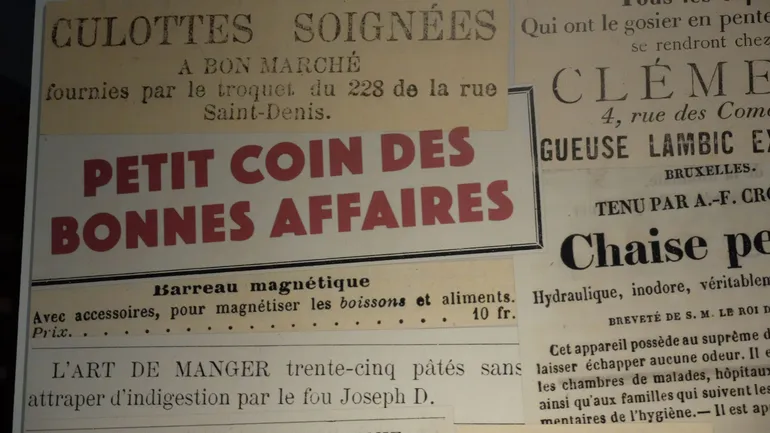 CULOTTES SOIGNÉES
A BON MARCHÉ
fournies par le troquet du 228 de la rue
Saint-Denis.
PETIT COIN DES
BONNES AFFAIRES
Barreau magnétique
Avec accessoires, pour magnétiser les boissons et aliments.
Prix. . . . . . . . . . . . . . . . . . 10 fr.
L'ART DE MANGER trente-cinq pâtés sans
attraper d'indigestion par le fou Joseph D.
Qui ont le gosier en pente
se rendront chez
CLÉME
4, rue des Com
GUEUSE LAMBIC EX
BRUXELLES.
TENU PAR A.-F. CRO
Chaise pe
Hydraulique, inodore, véritablem
BREVETÉ DE S. M. LE ROI D
Cet appareil possède au suprême d
laisser échapper aucune odeur. Il e
les chambres de malades, hôpitaux
ainsi qu'aux familles qui suivent les
mentaires de l'hygiène.— Il est ap